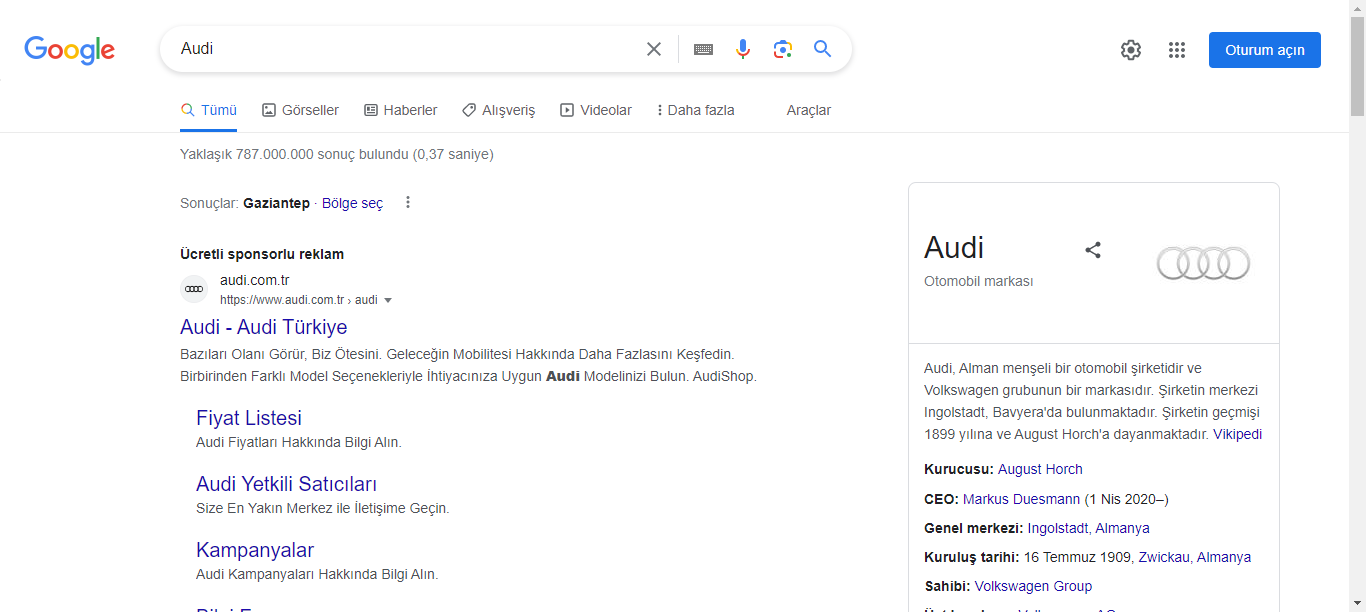 Google
Audi
Oturum açın
Tümü
Görseller
Haberler
Alışveriş
Videolar
Daha fazla
Araçlar
Yaklaşık 787.000.000 sonuç bulundu (0,37 saniye)
Sonuçlar: Gaziantep · Bölge seç
Ücretli sponsorlu reklam
audi.com.tr
https://www.audi.com.tr › audi
Audi - Audi Türkiye
Bazıları Olanı Görür, Biz Ötesini. Geleceğin Mobilitesi Hakkında Daha Fazlasını Keşfedin.
Birbirinden Farklı Model Seçenekleriyle İhtiyacınıza Uygun Audi Modelinizi Bulun. AudiShop.
Fiyat Listesi
Audi Fiyatları Hakkında Bilgi Alın.
Audi Yetkili Satıcıları
Size En Yakın Merkez ile İletişime Geçin.
Kampanyalar
Audi Kampanyaları Hakkında Bilgi Alın.
Audi
Otomobil markası
Audi, Alman menşeli bir otomobil şirketidir ve
Volkswagen grubunun bir markasıdır. Şirketin merkezi
Ingolstadt, Bavyera'da bulunmaktadır. Şirketin geçmişi
1899 yılına ve August Horch'a dayanmaktadır. Vikipedi
Kurucusu: August Horch
CEO: Markus Duesmann (1 Nis 2020–)
Genel merkezi: Ingolstadt, Almanya
Kuruluş tarihi: 16 Temmuz 1909, Zwickau, Almanya
Sahibi: Volkswagen Group